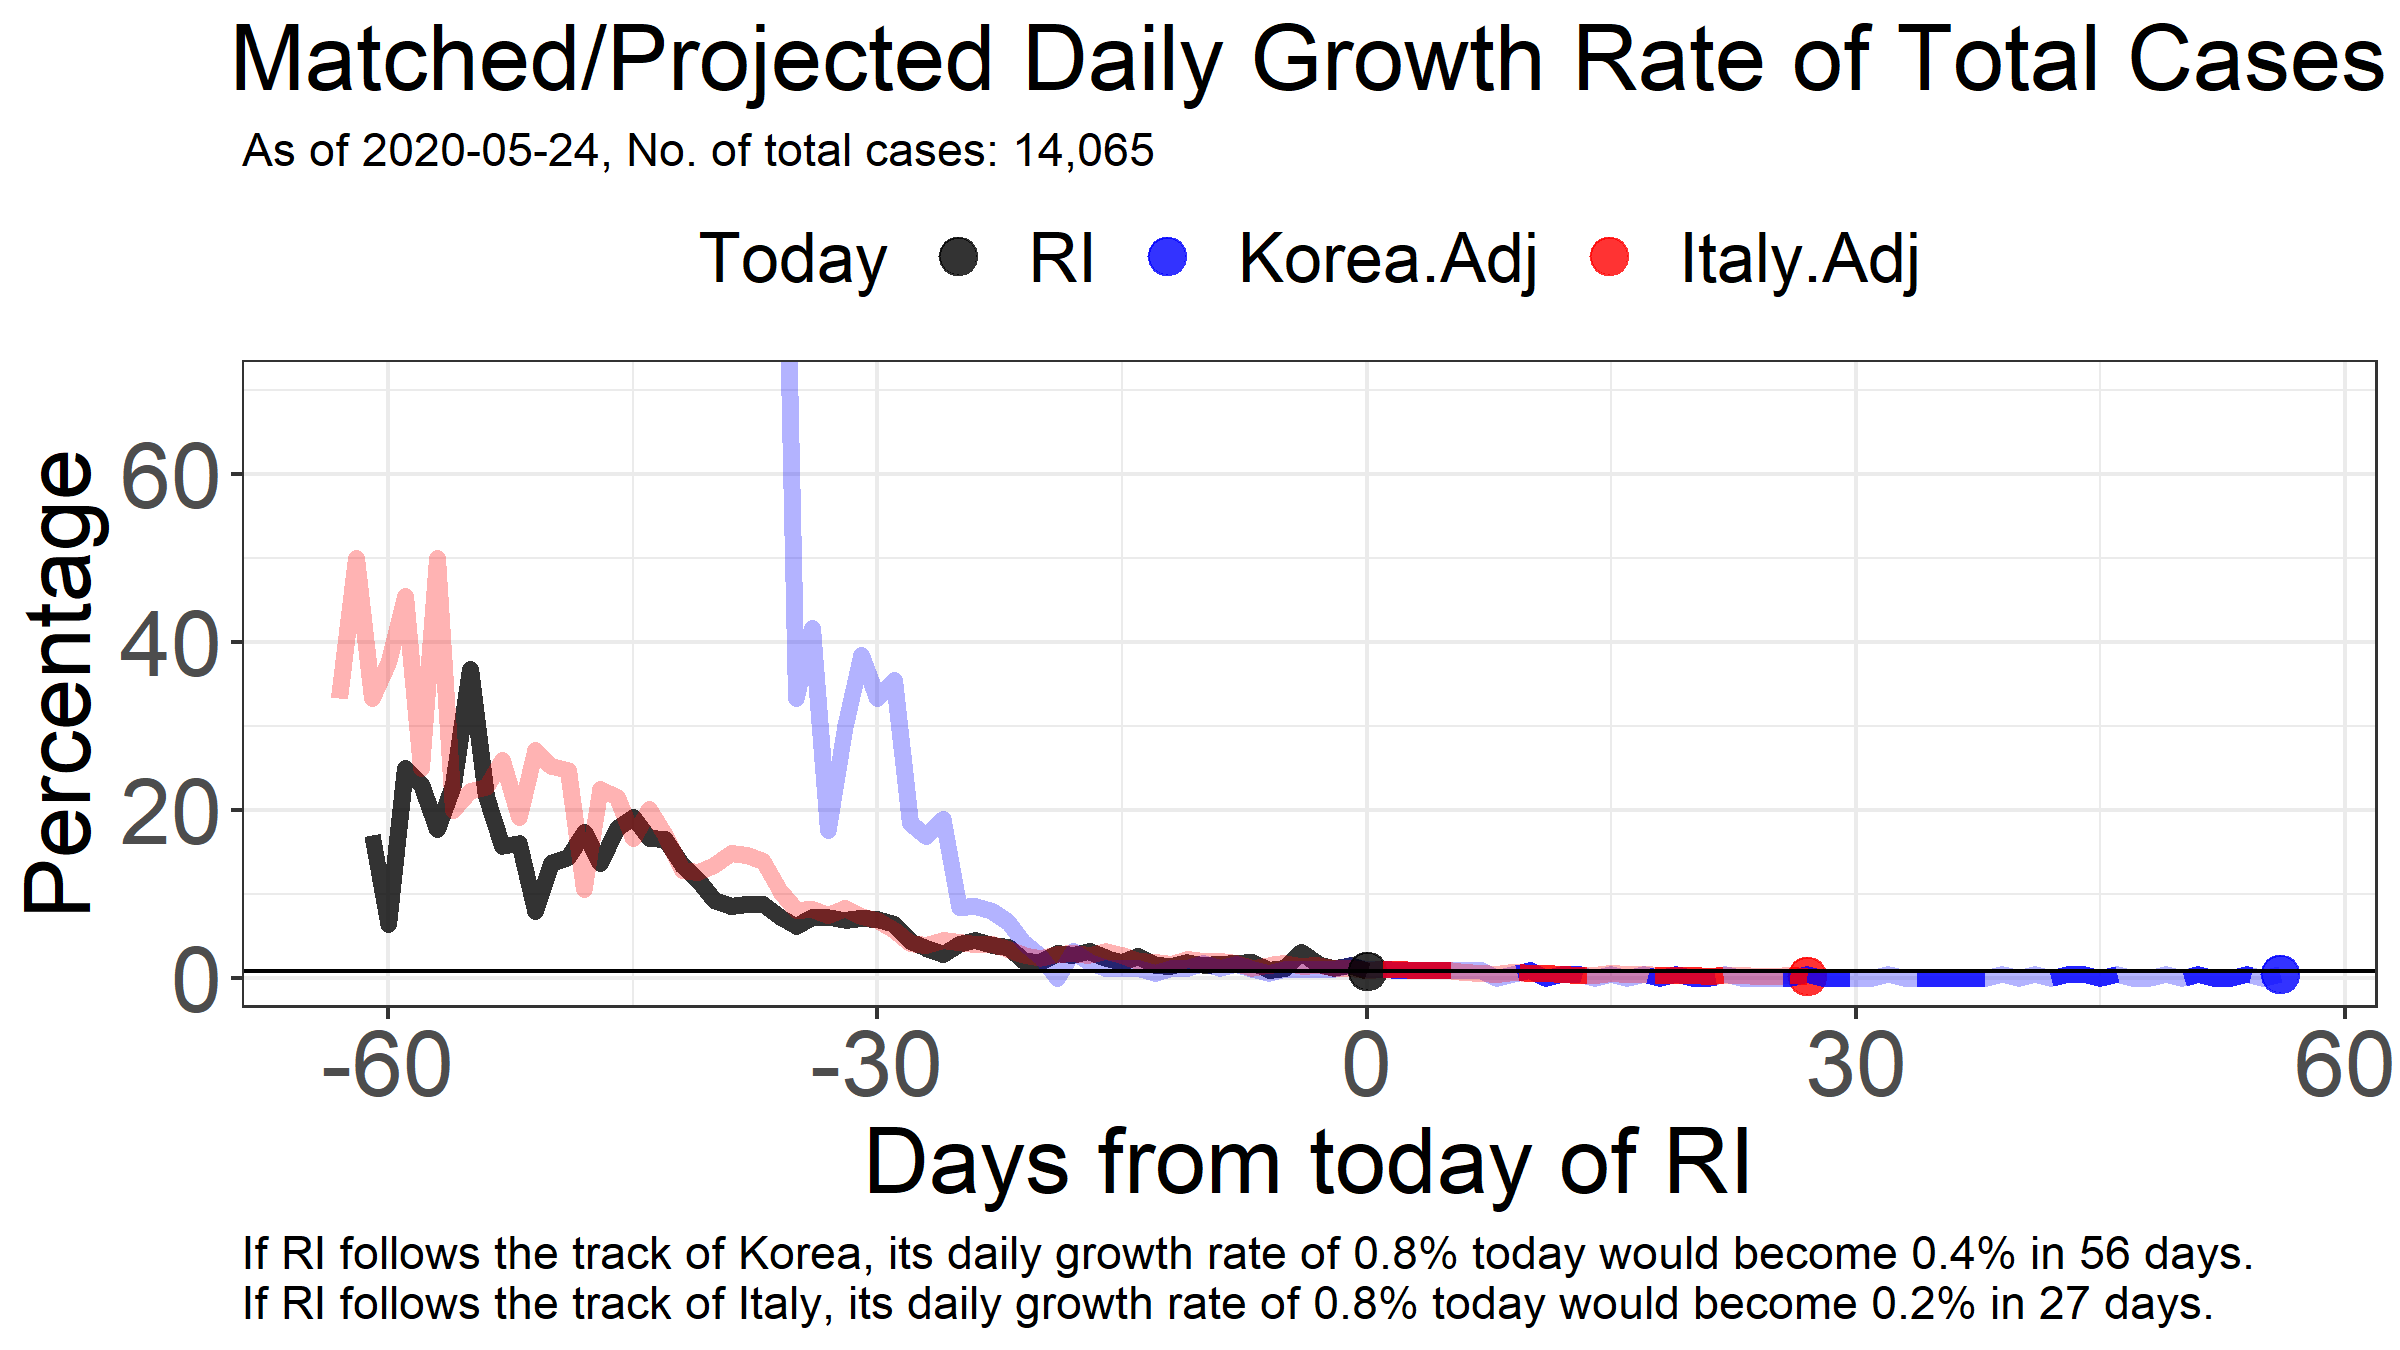 Matched/Projected Daily Growth Rate of Total Cases
As of 2020-05-24, No. of total cases: 14,065
Today RI Korea.Adj Italy.Adj
Percentage
60
40
20
0
-60 -30 0 30 60
Days from today of RI
If RI follows the track of Korea, its daily growth rate of 0.8% today would become 0.4% in 56 days.
If RI follows the track of Italy, its daily growth rate of 0.8% today would become 0.2% in 27 days.